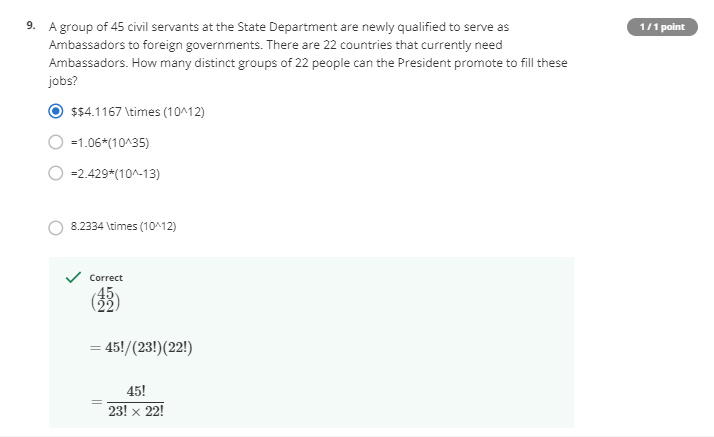 9. A group of 45 civil servants at the State Department are newly qualified to serve as
1 / 1 point
Ambassadors to foreign governments. There are 22 countries that currently need
Ambassadors. How many distinct groups of 22 people can the President promote to fill these
jobs?
$$4.1167 \times (10^12)
=1.06*(10^35)
=2.429*(10^-13)
8.2334 \times (10^12)
Correct
(45
22)
= 45!/(23!)(22!)
= 45!
23! × 22!